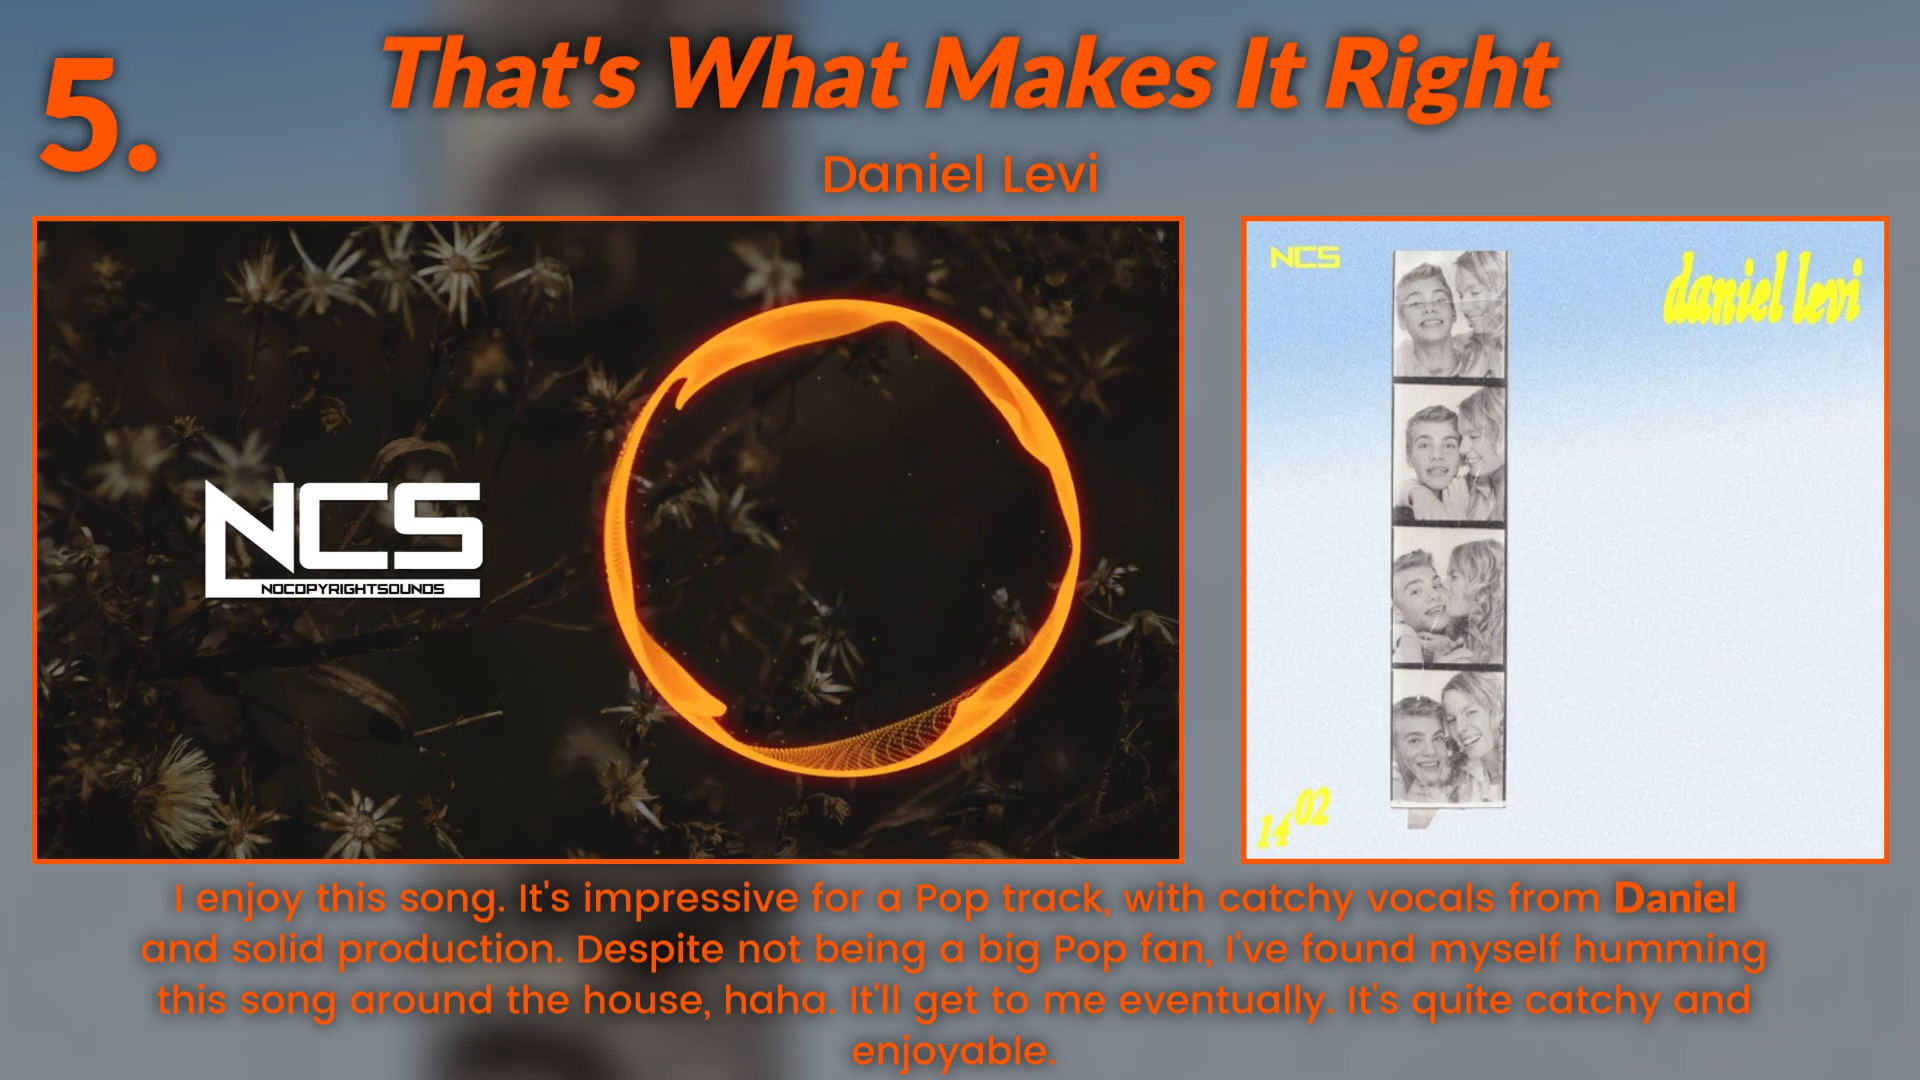 5.
That's What Makes It Right
Daniel Levi
NCS
NOCOPYRIGHTSOUNDS
NCS
daniel levi
14 02
I enjoy this song. It's impressive for a Pop track, with catchy vocals from Daniel
and solid production. Despite not being a big Pop fan, I've found myself humming
this song around the house, haha. It'll get to me eventually. It's quite catchy and
enjoyable.